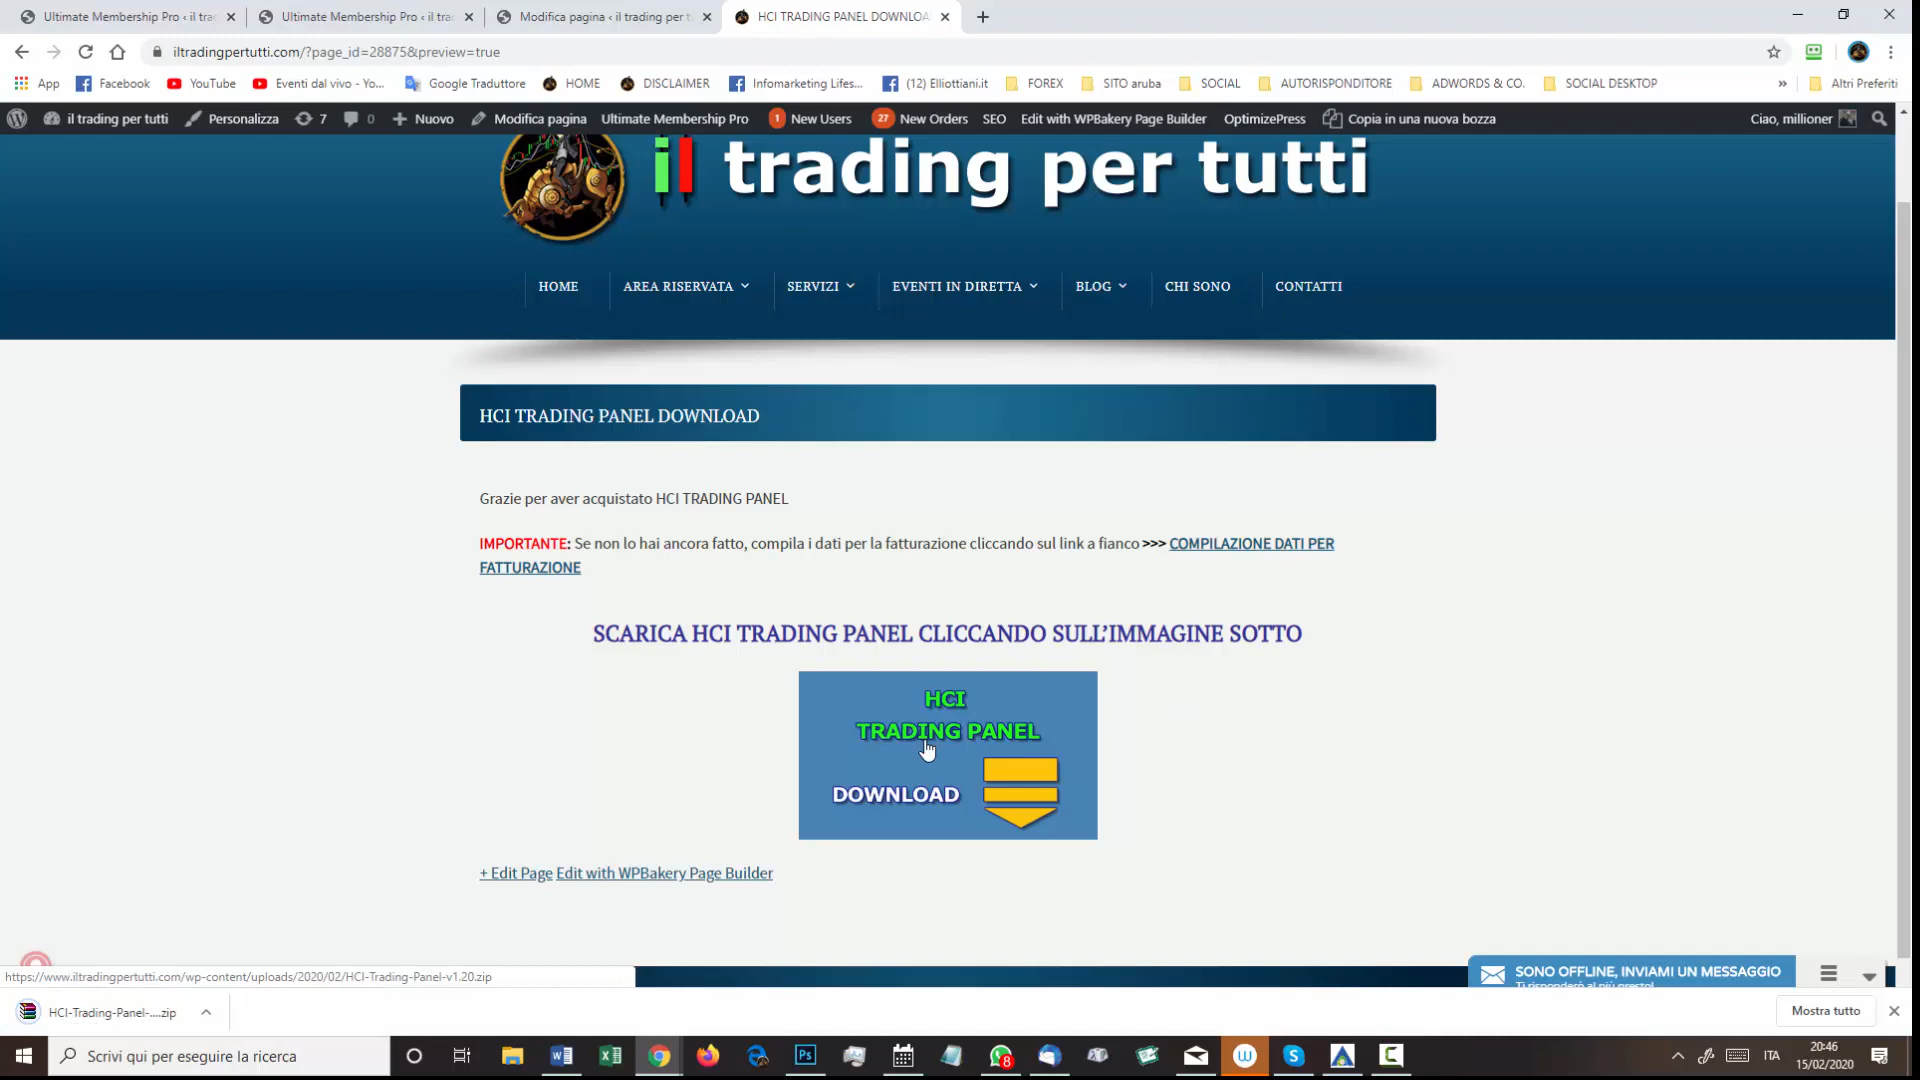 Ultimate Membership Pro ‹ il tra
Ultimate Membership Pro ‹ il tra
Modifica pagina ‹ il trading per t
HCI TRADING PANEL DOWNLOA
iltradingpertutti.com/?page_id=28875&preview=true
App
Facebook
YouTube
Eventi dal vivo - Yo...
Google Traduttore
HOME
DISCLAIMER
Infomarketing Lifes...
(12) Elliottiani.it
FOREX
SITO aruba
SOCIAL
AUTORISPONDITORE
ADWORDS & CO.
SOCIAL DESKTOP
»
Altri Preferiti
il trading per tutti
Personalizza
7
0
Nuovo
Modifica pagina
Ultimate Membership Pro
1 New Users
27 New Orders
SEO
Edit with WPBakery Page Builder
OptimizePress
Copia in una nuova bozza
Ciao, millioner
il trading per tutti
HOME
AREA RISERVATA
SERVIZI
EVENTI IN DIRETTA
BLOG
CHI SONO
CONTATTI
HCI TRADING PANEL DOWNLOAD
Grazie per aver acquistato HCI TRADING PANEL
IMPORTANTE: Se non lo hai ancora fatto, compila i dati per la fatturazione cliccando sul link a fianco >>> COMPILAZIONE DATI PER
FATTURAZIONE
SCARICA HCI TRADING PANEL CLICCANDO SULL'IMMAGINE SOTTO
HCI
TRADING PANEL
DOWNLOAD
+ Edit Page Edit with WPBakery Page Builder
https://www.iltradingpertutti.com/wp-content/uploads/2020/02/HCI-Trading-Panel-v1.20.zip
SONO OFFLINE, INVIAMI UN MESSAGGIO
Ti risponderò al più presto!
HCI-Trading-Panel-....zip
Mostra tutto
Scrivi qui per eseguire la ricerca
8
ITA
20:46
15/02/2020